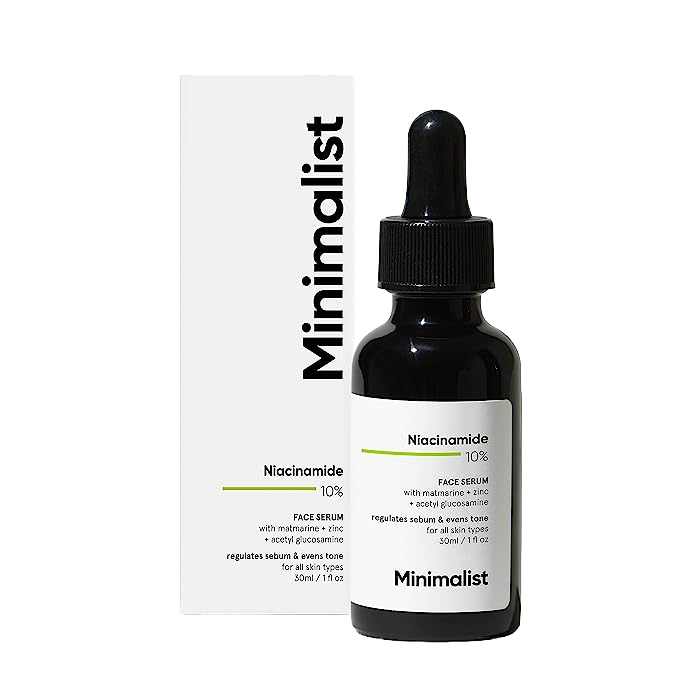 Minimalist
Niacinamide
10%
FACE SERUM
with matmarine + zinc
+ acetyl glucosamine
regulates sebum & evens tone
for all skin types
30ml / 1 fl oz
Niacinamide
10%
FACE SERUM
with matmarine + zinc
+ acetyl glucosamine
regulates sebum & evens tone
for all skin types
30ml / 1 fl oz
Minimalist